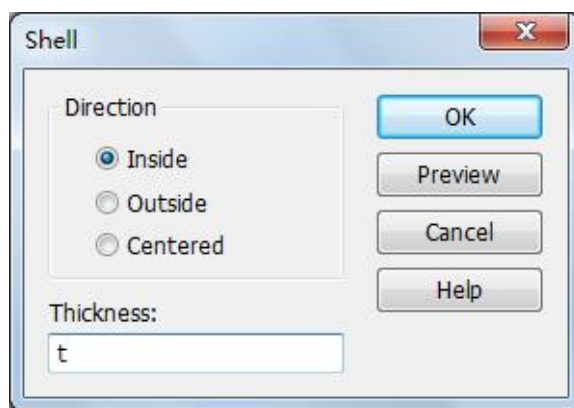 Shell
Direction
Inside
Outside
Centered
Thickness:
t
OK
Preview
Cancel
Help